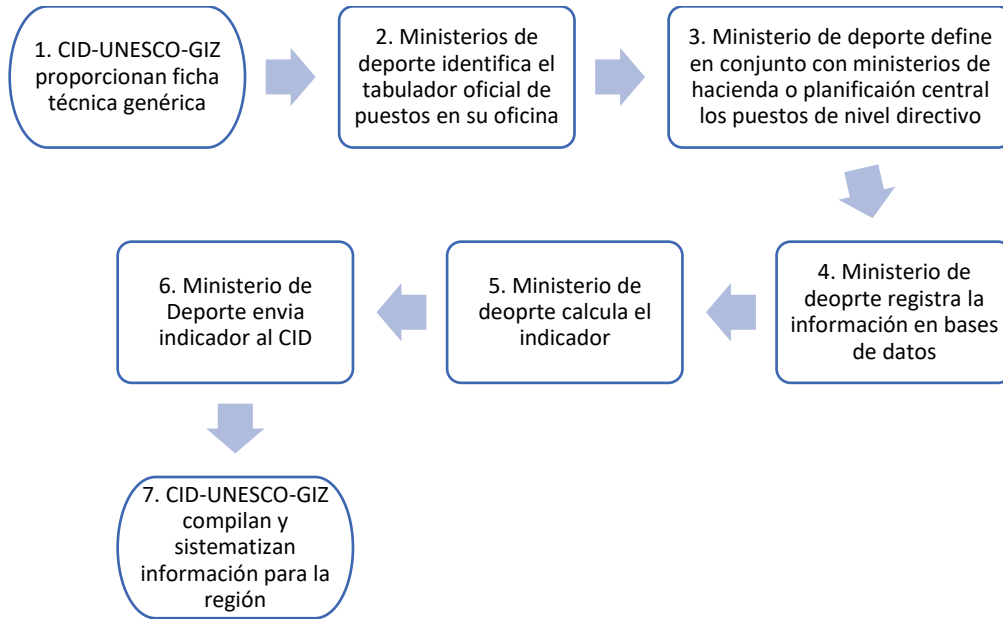 1. CID-UNESCO-GIZ
proporcionan ficha
técnica genérica
2. Ministerios de
deporte identifica el
tabulador oficial de
puestos en su oficina
3. Ministerio de deporte define
en conjunto con ministerios de
hacienda o planificaión central
los puestos de nivel directivo
4. Ministerio de
deoprte registra la
información en bases
de datos
5. Ministerio de
deoprte calcula el
indicador
6. Ministerio de
Deporte envia
indicador al CID
7. CID-UNESCO-GIZ
compilan y
sistematizan
información para la
región